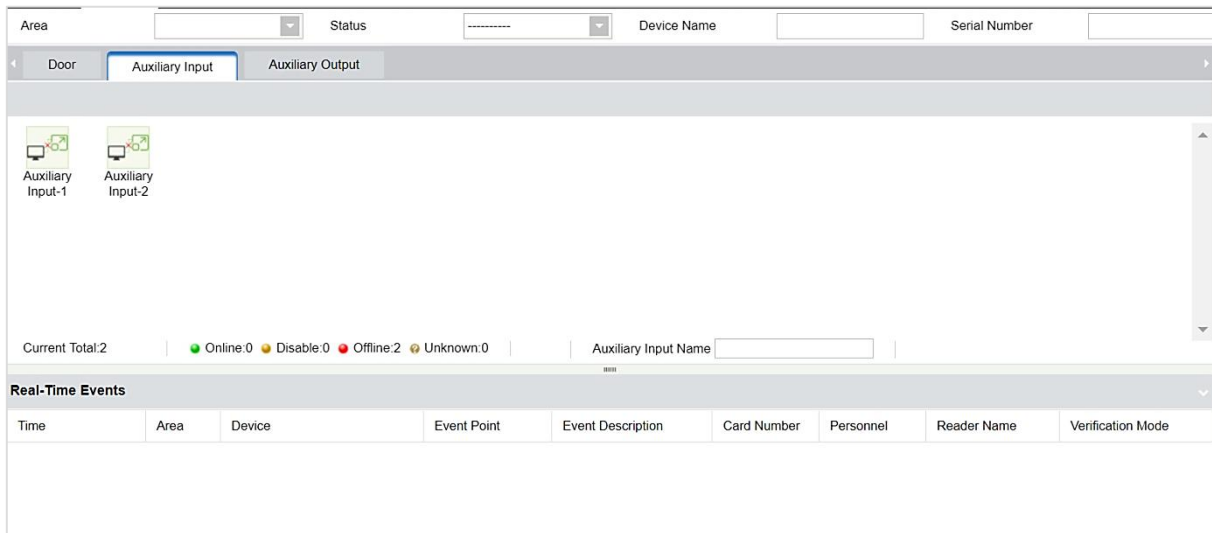 Area ---------- Status Device Name Serial Number
Door Auxiliary Input Auxiliary Output
Auxiliary Auxiliary
Input-1 Input-2
Current Total:2 Online:0 Disable:0 Offline:2 Unknown:0 Auxiliary Input Name
Real-Time Events
Time Area Device Event Point Event Description Card Number Personnel Reader Name Verification Mode